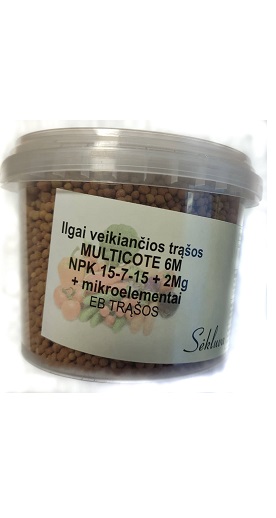 Ilgai veikiančios trąšos
MULTICOTE 6M
NPK 15-7-15 + 2Mg
+ mikroelementai
EB TRĄŠOS